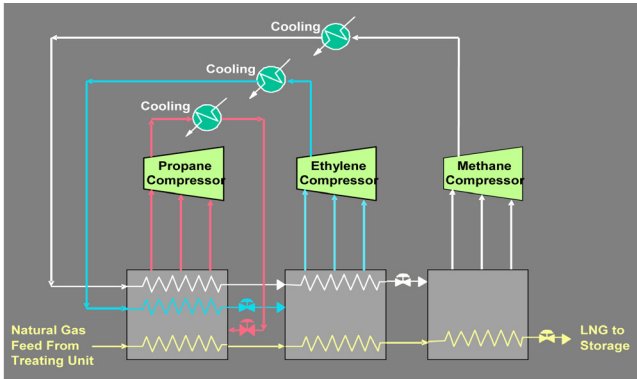 Cooling
Cooling
Cooling
Propane
Compressor
Ethylene
Compressor
Methane
Compressor
Natural Gas
Feed From
Treating Unit
LNG to
Storage